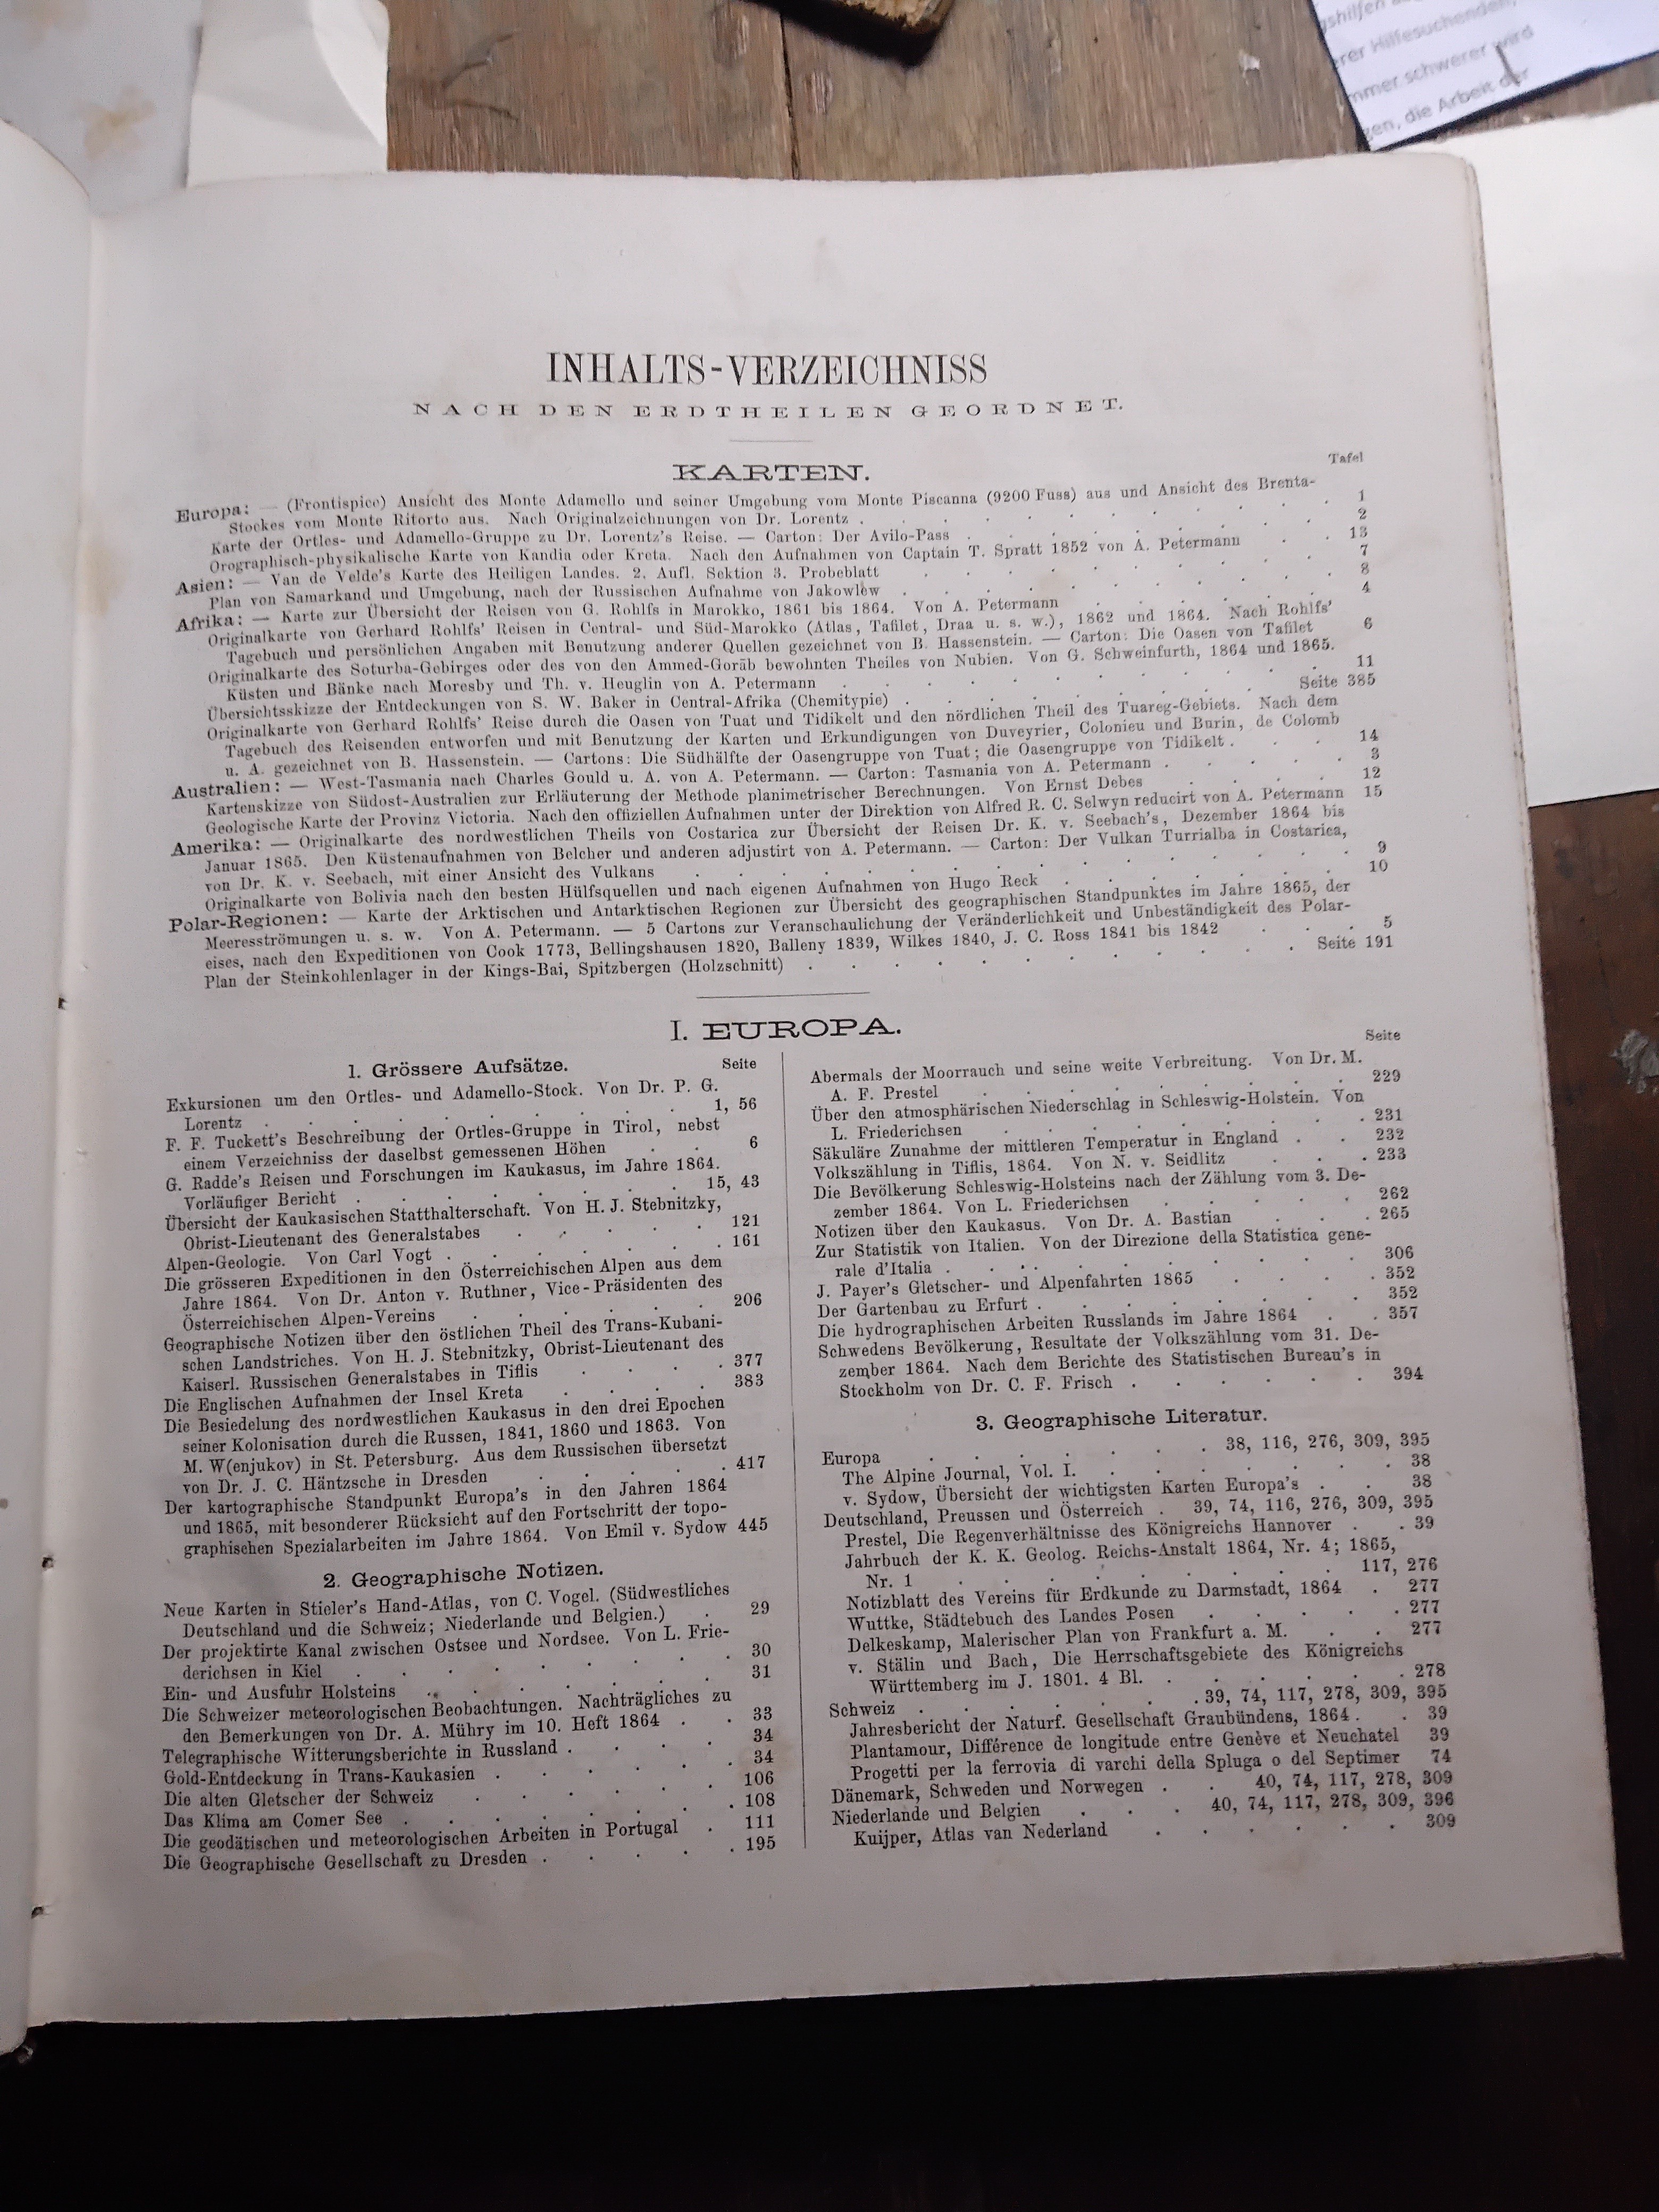 gshilfen
erer Hilfesuchenden,
mmer schwerer wird
gen, die Arbeit der
INHALTS-VERZEICHNISS
NACH DEN ERDTHEILEN GEORDNET.
KARTEN.
Tafel
Europa: — (Frontispice) Ansicht des Monte Adamello und seiner Umgebung vom Monte Piscanna (9200 Fuss) aus und Ansicht des Brenta-
Stockes vom Monte Ritorto aus. Nach Originalzeichnungen von Dr. Lorentz . . . . . . . . . 1
Karte der Ortles- und Adamello-Gruppe zu Dr. Lorentz's Reise. — Carton: Der Avilo-Pass . . . . . . 2
Orographisch-physikalische Karte von Kandia oder Kreta. Nach den Aufnahmen von Captain T. Spratt 1852 von A. Petermann . . 13
Asien: — Van de Velde's Karte des Heiligen Landes. 2. Aufl. Sektion 3. Probeblatt . . . . . . . 7
Plan von Samarkand und Umgebung, nach der Russischen Aufnahme von Jakowlew . . . . . . . 8
Afrika: — Karte zur Übersicht der Reisen von G. Rohlfs in Marokko, 1861 bis 1864. Von A. Petermann . . . . 4
Originalkarte von Gerhard Rohlfs' Reisen in Central- und Süd-Marokko (Atlas, Tafilet, Draa u. s. w.), 1862 und 1864. Nach Rohlfs'
Tagebuch und persönlichen Angaben mit Benutzung anderer Quellen gezeichnet von B. Hassenstein. — Carton: Die Oasen von Tafilet 6
Originalkarte des Soturba-Gebirges oder des von den Ammed-Goráb bewohnten Theiles von Nubien. Von G. Schweinfurth, 1864 und 1865.
Küsten und Bänke nach Moresby und Th. v. Heuglin von A. Petermann . . . . . . . . 11
Übersichtsskizze der Entdeckungen von S. W. Baker in Central-Afrika (Chemitypie) . . . . . . Seite 385
Originalkarte von Gerhard Rohlfs' Reise durch die Oasen von Tuat und Tidikelt und den nördlichen Theil des Tuareg-Gebiets. Nach dem
Tagebuch des Reisenden entworfen und mit Benutzung der Karten und Erkundigungen von Duveyrier, Colonieu und Burin, de Colomb
u. A. gezeichnet von B. Hassenstein. — Cartons: Die Südhälfte der Oasengruppe von Tuat; die Oasengruppe von Tidikelt . . . 14
Australien: — West-Tasmania nach Charles Gould u. A. von A. Petermann. — Carton: Tasmania von A. Petermann . . . . 3
Kartenskizze von Südost-Australien zur Erläuterung der Methode planimetrischer Berechnungen. Von Ernst Debes . . . . 12
Geologische Karte der Provinz Victoria. Nach den offiziellen Aufnahmen unter der Direktion von Alfred R. C. Selwyn reducirt von A. Petermann 15
Amerika: — Originalkarte des nordwestlichen Theils von Costarica zur Übersicht der Reisen Dr. K. v. Seebach's, Dezember 1864 bis
Januar 1865. Den Küstenaufnahmen von Belcher und anderen adjustirt von A. Petermann. — Carton: Der Vulkan Turrialba in Costarica,
von Dr. K. v. Seebach, mit einer Ansicht des Vulkans . . . . . . . . . 9
Originalkarte von Bolivia nach den besten Hülfsquellen und nach eigenen Aufnahmen von Hugo Reck . . . . . 10
Polar-Regionen: — Karte der Arktischen und Antarktischen Regionen zur Übersicht des geographischen Standpunktes im Jahre 1865, der
Meeresströmungen u. s. w. Von A. Petermann. — 5 Cartons zur Veranschaulichung der Veränderlichkeit und Unbeständigkeit des Polar-
eises, nach den Expeditionen von Cook 1773, Bellingshausen 1820, Balleny 1839, Wilkes 1840, J. C. Ross 1841 bis 1842 . . . 5
Plan der Steinkohlenlager in der Kings-Bai, Spitzbergen (Holzschnitt) . . . . . . . . . Seite 191
I. EUROPA.
1. Grössere Aufsätze. Seite
Exkursionen um den Ortles- und Adamello-Stock. Von Dr. P. G.
Lorentz . . . . . . . 1, 56
F. F. Tuckett's Beschreibung der Ortles-Gruppe in Tirol, nebst
einem Verzeichniss der daselbst gemessenen Höhen . . 6
G. Radde's Reisen und Forschungen im Kaukasus, im Jahre 1864.
Vorläufiger Bericht . . . . . . 15, 43
Übersicht der Kaukasischen Statthalterschaft. Von H. J. Stebnitzky,
Obrist-Lieutenant des Generalstabes . . . . . 121
Alpen-Geologie. Von Carl Vogt . . . . . . 161
Die grösseren Expeditionen in den Österreichischen Alpen aus dem
Jahre 1864. Von Dr. Anton v. Ruthner, Vice-Präsidenten des
Österreichischen Alpen-Vereins . . . . . 206
Geographische Notizen über den östlichen Theil des Trans-Kubani-
schen Landstriches. Von H. J. Stebnitzky, Obrist-Lieutenant des
Kaiserl. Russischen Generalstabes in Tiflis . . . . 377
Die Englischen Aufnahmen der Insel Kreta . . . . 383
Die Besiedelung des nordwestlichen Kaukasus in den drei Epochen
seiner Kolonisation durch die Russen, 1841, 1860 und 1863. Von
M. W(enjukov) in St. Petersburg. Aus dem Russischen übersetzt
von Dr. J. C. Häntzsche in Dresden . . . . . 417
Der kartographische Standpunkt Europa's in den Jahren 1864
und 1865, mit besonderer Rücksicht auf den Fortschritt der topo-
graphischen Spezialarbeiten im Jahre 1864. Von Emil v. Sydow 445
2. Geographische Notizen.
Neue Karten in Stieler's Hand-Atlas, von C. Vogel. (Südwestliches
Deutschland und die Schweiz; Niederlande und Belgien.) . 29
Der projektirte Kanal zwischen Ostsee und Nordsee. Von L. Frie-
derichsen in Kiel . . . . . . . . 30
Ein- und Ausfuhr Holsteins . . . . . . . 31
Die Schweizer meteorologischen Beobachtungen. Nachträgliches zu
den Bemerkungen von Dr. A. Mühry im 10. Heft 1864 . . 33
Telegraphische Witterungsberichte in Russland . . . . 34
Gold-Entdeckung in Trans-Kaukasien . . . . . . 34
Die alten Gletscher der Schweiz . . . . . . 106
Das Klima am Comer See . . . . . . . 108
Die geodätischen und meteorologischen Arbeiten in Portugal . 111
Die Geographische Gesellschaft zu Dresden . . . . . 195
Seite
Abermals der Moorrauch und seine weite Verbreitung. Von Dr. M.
A. F. Prestel . . . . . . . 229
Über den atmosphärischen Niederschlag in Schleswig-Holstein. Von
L. Friederichsen . . . . . . . 231
Säkuläre Zunahme der mittleren Temperatur in England . . 232
Volkszählung in Tiflis, 1864. Von N. v. Seidlitz . . . 233
Die Bevölkerung Schleswig-Holsteins nach der Zählung vom 3. De-
zember 1864. Von L. Friederichsen . . . . . 262
Notizen über den Kaukasus. Von Dr. A. Bastian . . . 265
Zur Statistik von Italien. Von der Direzione della Statistica gene-
rale d'Italia . . . . . . . . 306
J. Payer's Gletscher- und Alpenfahrten 1865 . . . . 352
Der Gartenbau zu Erfurt . . . . . . . 352
Die hydrographischen Arbeiten Russlands im Jahre 1864 . . 357
Schwedens Bevölkerung, Resultate der Volkszählung vom 31. De-
zember 1864. Nach dem Berichte des Statistischen Bureau's in
Stockholm von Dr. C. F. Frisch . . . . . . 394
3. Geographische Literatur.
Europa . . . . . . . 38, 116, 276, 309, 395
The Alpine Journal, Vol. I. . . . . . . . 38
v. Sydow, Übersicht der wichtigsten Karten Europa's . . 38
Deutschland, Preussen und Österreich . 39, 74, 116, 276, 309, 395
Prestel, Die Regenverhältnisse des Königreichs Hannover . . 39
Jahrbuch der K. K. Geolog. Reichs-Anstalt 1864, Nr. 4; 1865,
Nr. 1 . . . . . . . . 117, 276
Notizblatt des Vereins für Erdkunde zu Darmstadt, 1864 . 277
Wuttke, Städtebuch des Landes Posen . . . . . 277
Delkeskamp, Malerischer Plan von Frankfurt a. M. . . . 277
v. Stälin und Bach, Die Herrschaftsgebiete des Königreichs
Württemberg im J. 1801. 4 Bl. . . . . . . 278
Schweiz . . . . . . . 39, 74, 117, 278, 309, 395
Jahresbericht der Naturf. Gesellschaft Graubündens, 1864 . . 39
Plantamour, Différence de longitude entre Genève et Neuchatel 39
Progetti per la ferrovia di varchi della Spluga o del Septimer 74
Dänemark, Schweden und Norwegen . . 40, 74, 117, 278, 309
Niederlande und Belgien . . . 40, 74, 117, 278, 309, 396
Kuijper, Atlas van Nederland . . . . . . 309